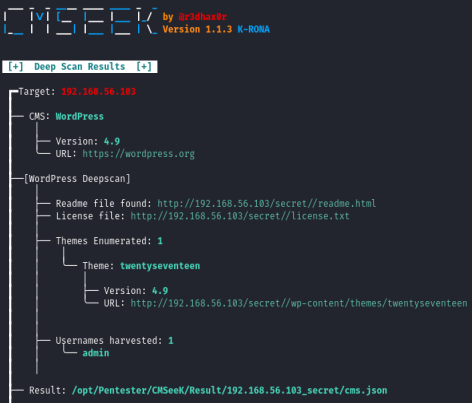 by @r3dhax0r
Version 1.1.3 K-RONA
[+] Deep Scan Results [+]
Target: 192.168.56.103
CMS: WordPress
Version: 4.9
URL: https://wordpress.org
[WordPress Deepscan]
Readme file found: http://192.168.56.103/secret//readme.html
License file: http://192.168.56.103/secret//license.txt
Themes Enumerated: 1
Theme: twentyseventeen
Version: 4.9
URL: http://192.168.56.103/secret//wp-content/themes/twentyseventeen
Usernames harvested: 1
admin
Result: /opt/Pentester/CMSeeK/Result/192.168.56.103_secret/cms.json